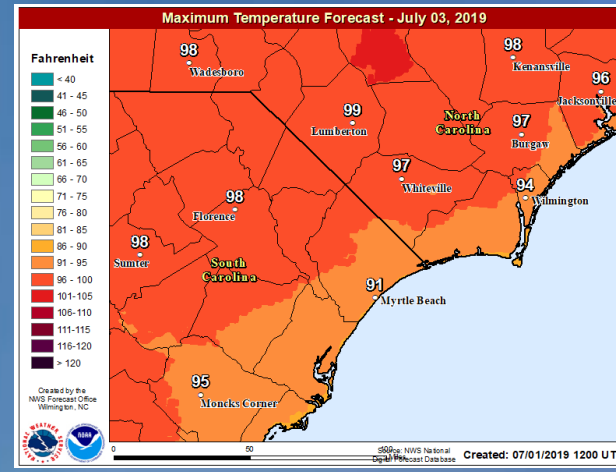 Maximum Temperature Forecast - July 03, 2019
Fahrenheit
< 40
41 - 45
46 - 50
51 - 55
56 - 60
61 - 65
66 - 70
71 - 75
76 - 80
81 - 85
86 - 90
91 - 95
96 - 100
101-105
106-110
111-115
116-120
> 120
Created by the
NWS Forecast Office
Wilmington, NC
NOAA
98
Wadesboro
98
Kenansville
96
Jacksonville
99
Lumberton
North
Carolina
97
Burgaw
97
Whiteville
94
Wilmington
98
Florence
98
Sumter
South
Carolina
91
Myrtle Beach
95
Moncks Corner
0
50
Source: NWS National
Digital Forecast Database
Created: 07/01/2019 1200 UT